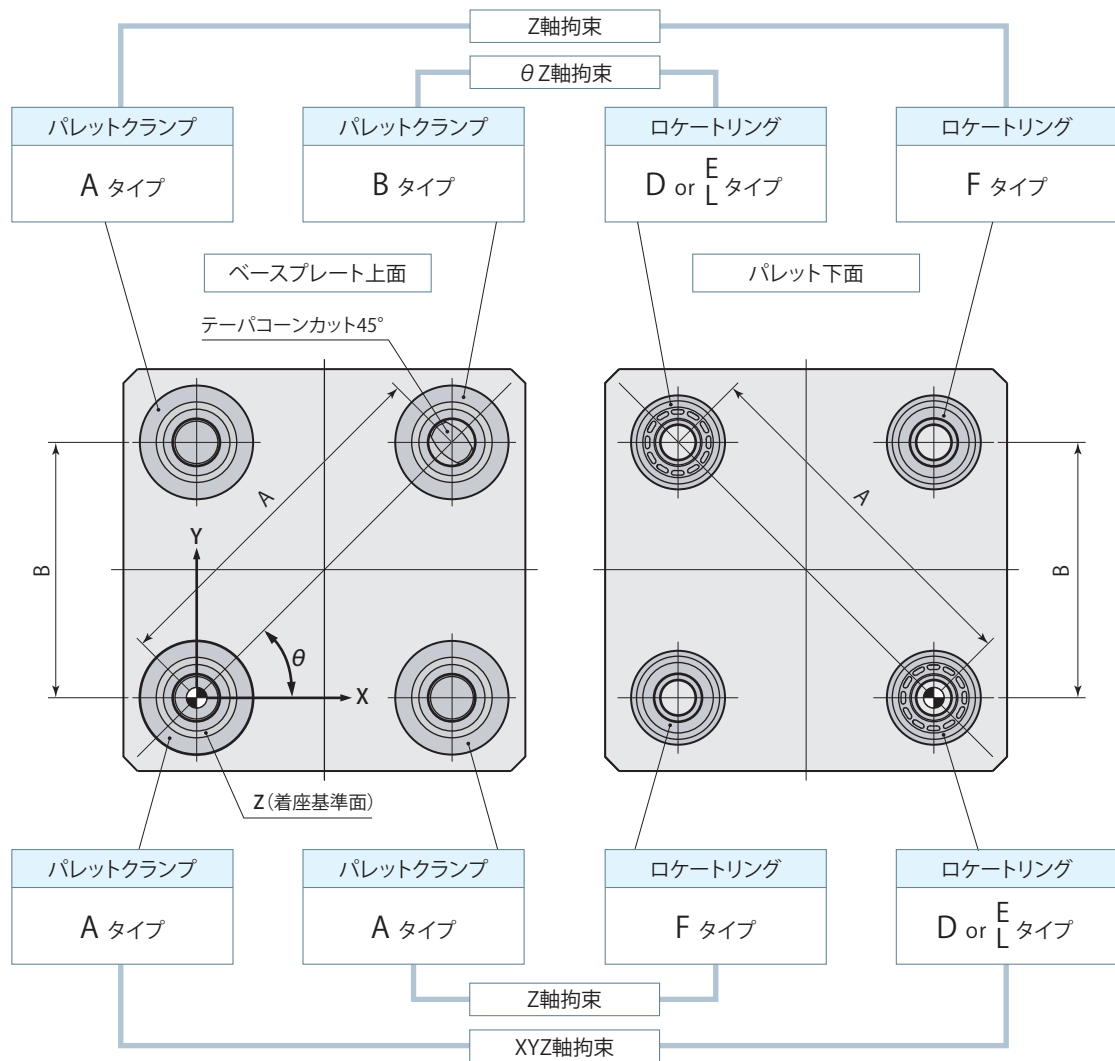 Z軸拘束
θZ軸拘束
パレットクランプ
A タイプ
パレットクランプ
B タイプ
ロケートリング
D or E L タイプ
ロケートリング
F タイプ
ベースプレート上面
パレット下面
テーパコーンカット45°
A
B
Y
θ
X
Z（着座基準面）
A
B
パレットクランプ
A タイプ
パレットクランプ
A タイプ
ロケートリング
F タイプ
ロケートリング
D or E L タイプ
Z軸拘束
XYZ軸拘束